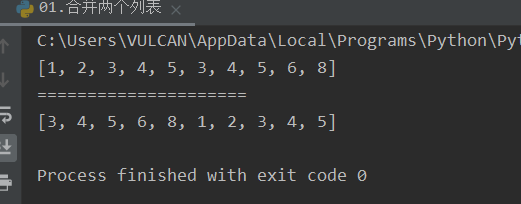 01.合并两个列表
C:\Users\VULCAN\AppData\Local\Programs\Python\Pyt
[1, 2, 3, 4, 5, 3, 4, 5, 6, 8]
=====================
[3, 4, 5, 6, 8, 1, 2, 3, 4, 5]
Process finished with exit code 0